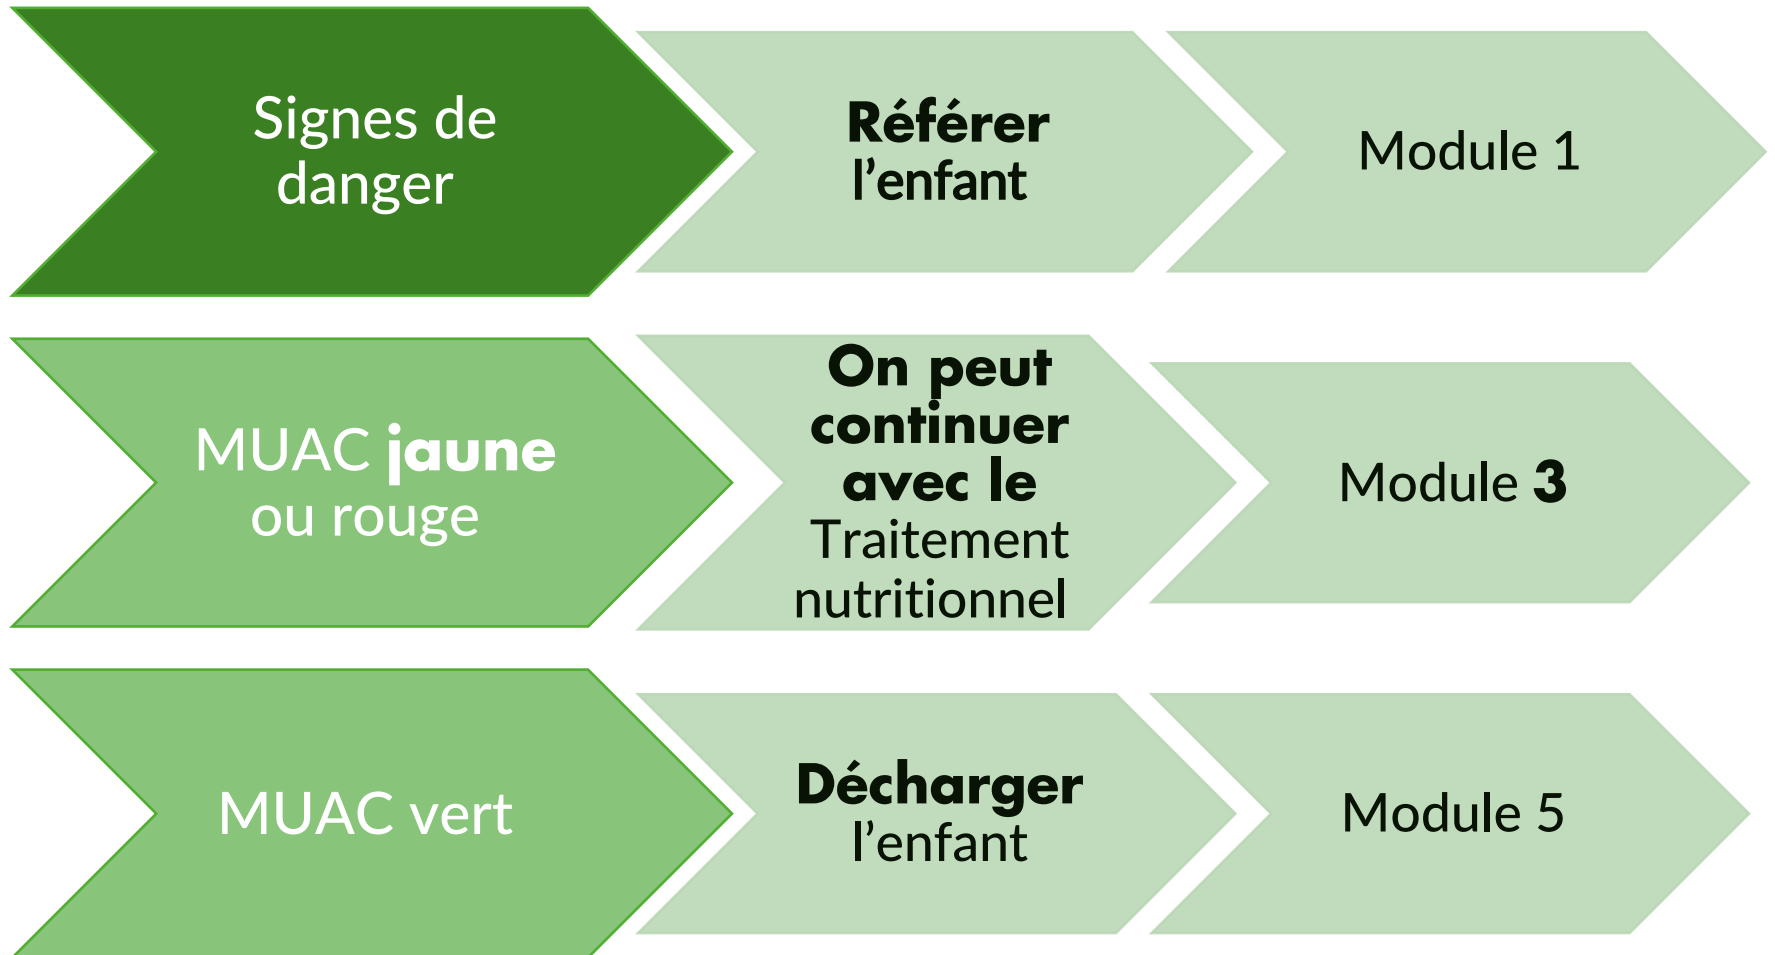 Signes de
danger
Référer
l’enfant
Module 1
MUAC jaune
ou rouge
On peut
continuer
avec le
Traitement
nutritionnel
Module 3
MUAC vert
Décharger
l’enfant
Module 5